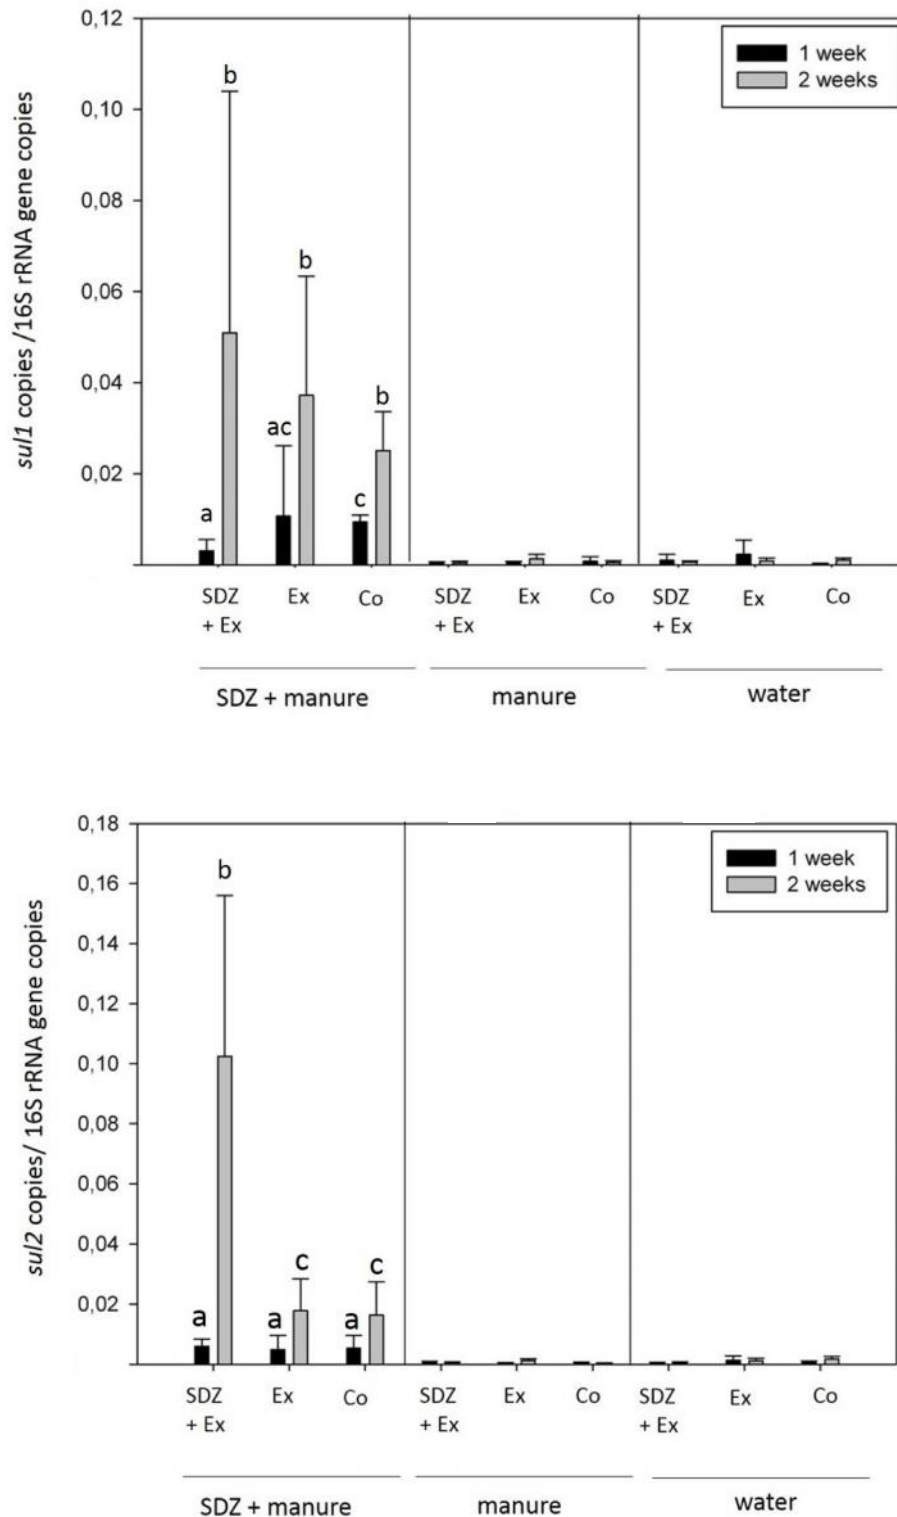 0,12
1 week
2 weeks
b
0,10
0,08
b
0,06
b
0,04
ac
0,02
a
c
sul1 copies /16S rRNA gene copies
SDZ Ex Co SDZ Ex Co SDZ Ex Co
+ Ex + Ex + Ex
SDZ + manure manure water
0,18
1 week
2 weeks
b
0,16
0,14
0,12
0,10
0,08
0,06
0,04
c c
0,02
a a a
sul2 copies/ 16S rRNA gene copies
SDZ Ex Co SDZ Ex Co SDZ Ex Co
+ Ex + Ex + Ex
SDZ + manure manure water